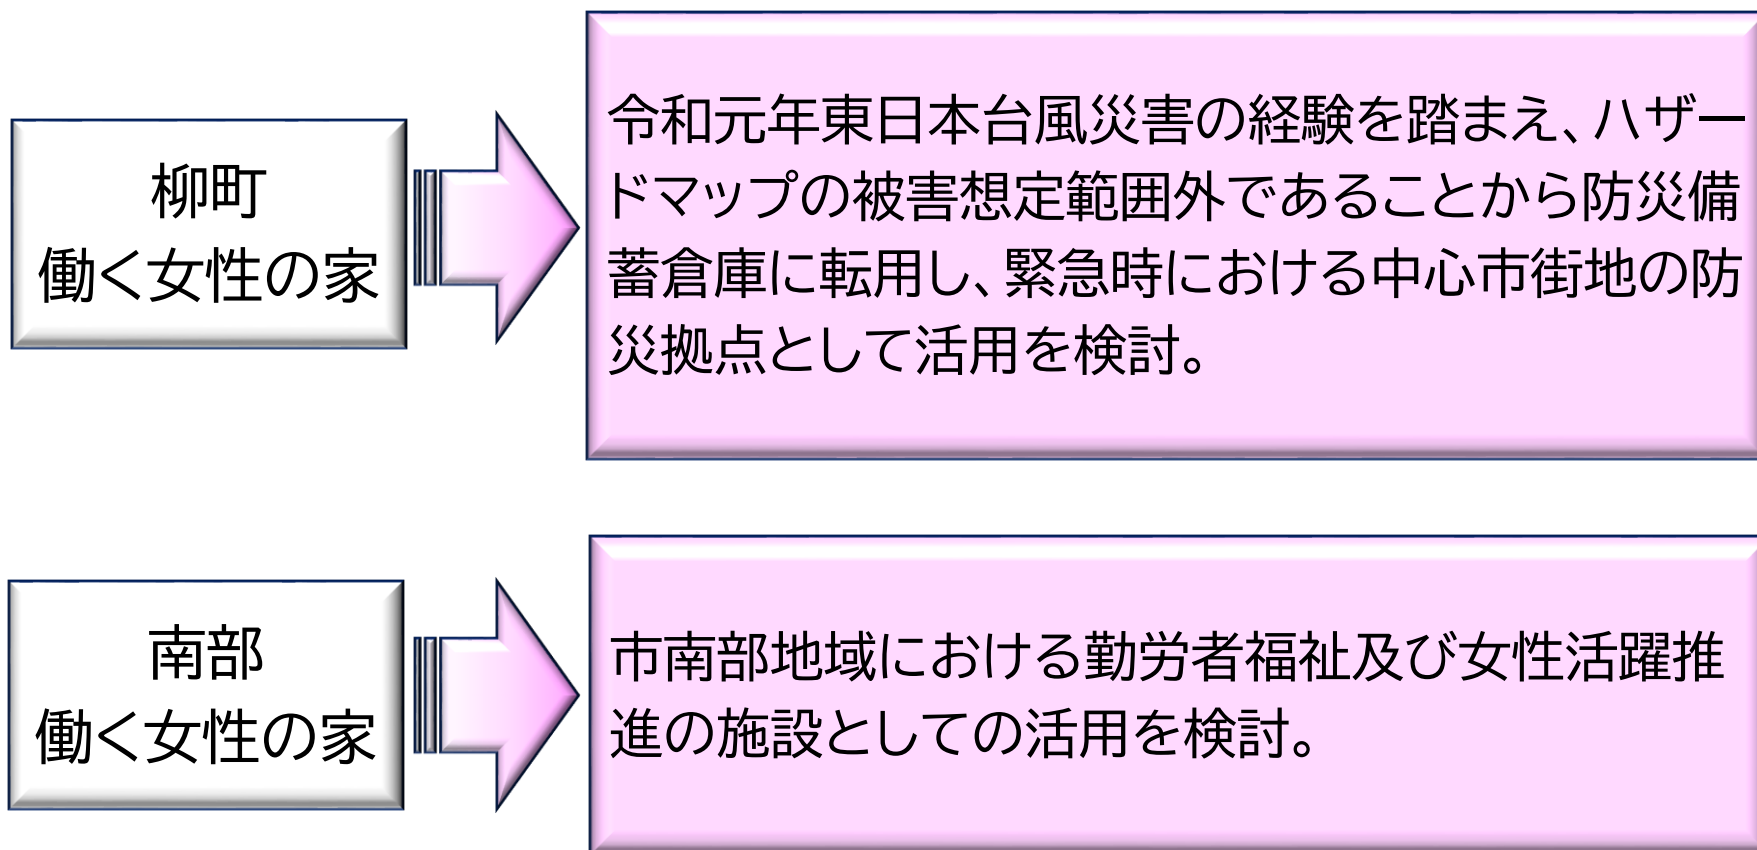 柳町
働く女性の家
令和元年東日本台風災害の経験を踏まえ、ハザー
ドマップの被害想定範囲外であることから防災備
蓄倉庫に転用し、緊急時における中心市街地の防
災拠点として活用を検討。
南部
働く女性の家
市南部地域における勤労者福祉及び女性活躍推
進の施設としての活用を検討。